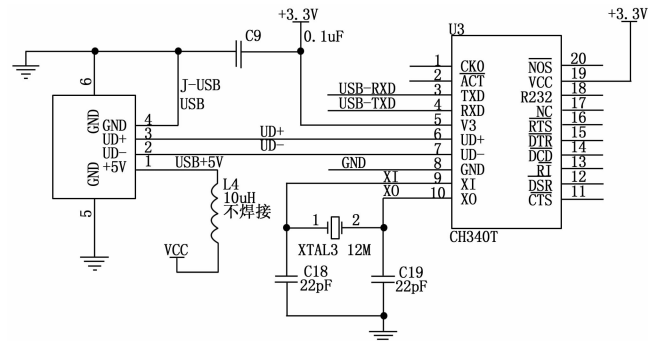 +3.3V
+3.3V
C9
0.1uF
U3
J-USB
USB
6
GND
GND
UD+
UD-
+5V
GND
4
3
2
1
5
UD+
UD-
USB+5V
L4
10uH
不焊接
VCC
USB-RXD
USB-TXD
GND
XI
XO
1
2
3
4
5
6
7
8
9
10
CKO
ACT
TXD
RXD
V3
UD+
UD-
GND
XI
XO
NOS
VCC
R232
NC
RTS
DTR
DCD
RI
DSR
CTS
20
19
18
17
16
15
14
13
12
11
CH340T
1
2
XTAL3 12M
C18
22pF
C19
22pF